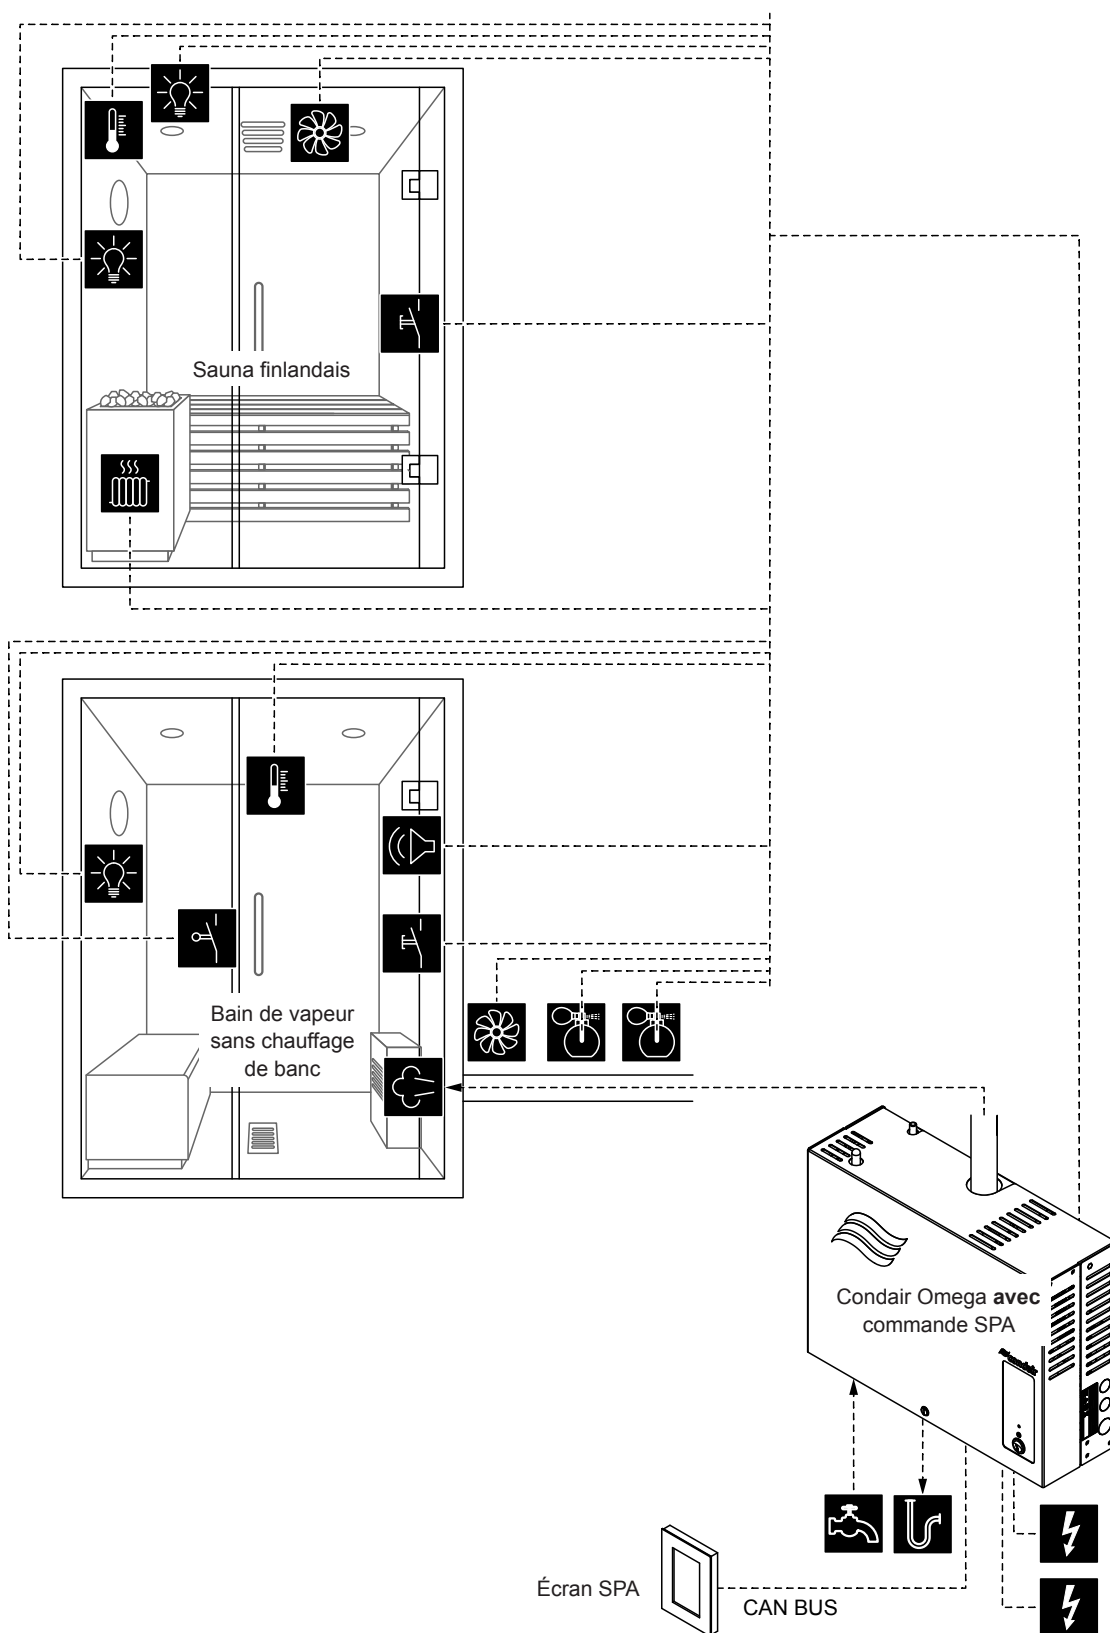 Sauna finlandais
Bain de vapeur
sans chauffage
de banc
Condair Omega avec
commande SPA
Écran SPA
CAN BUS